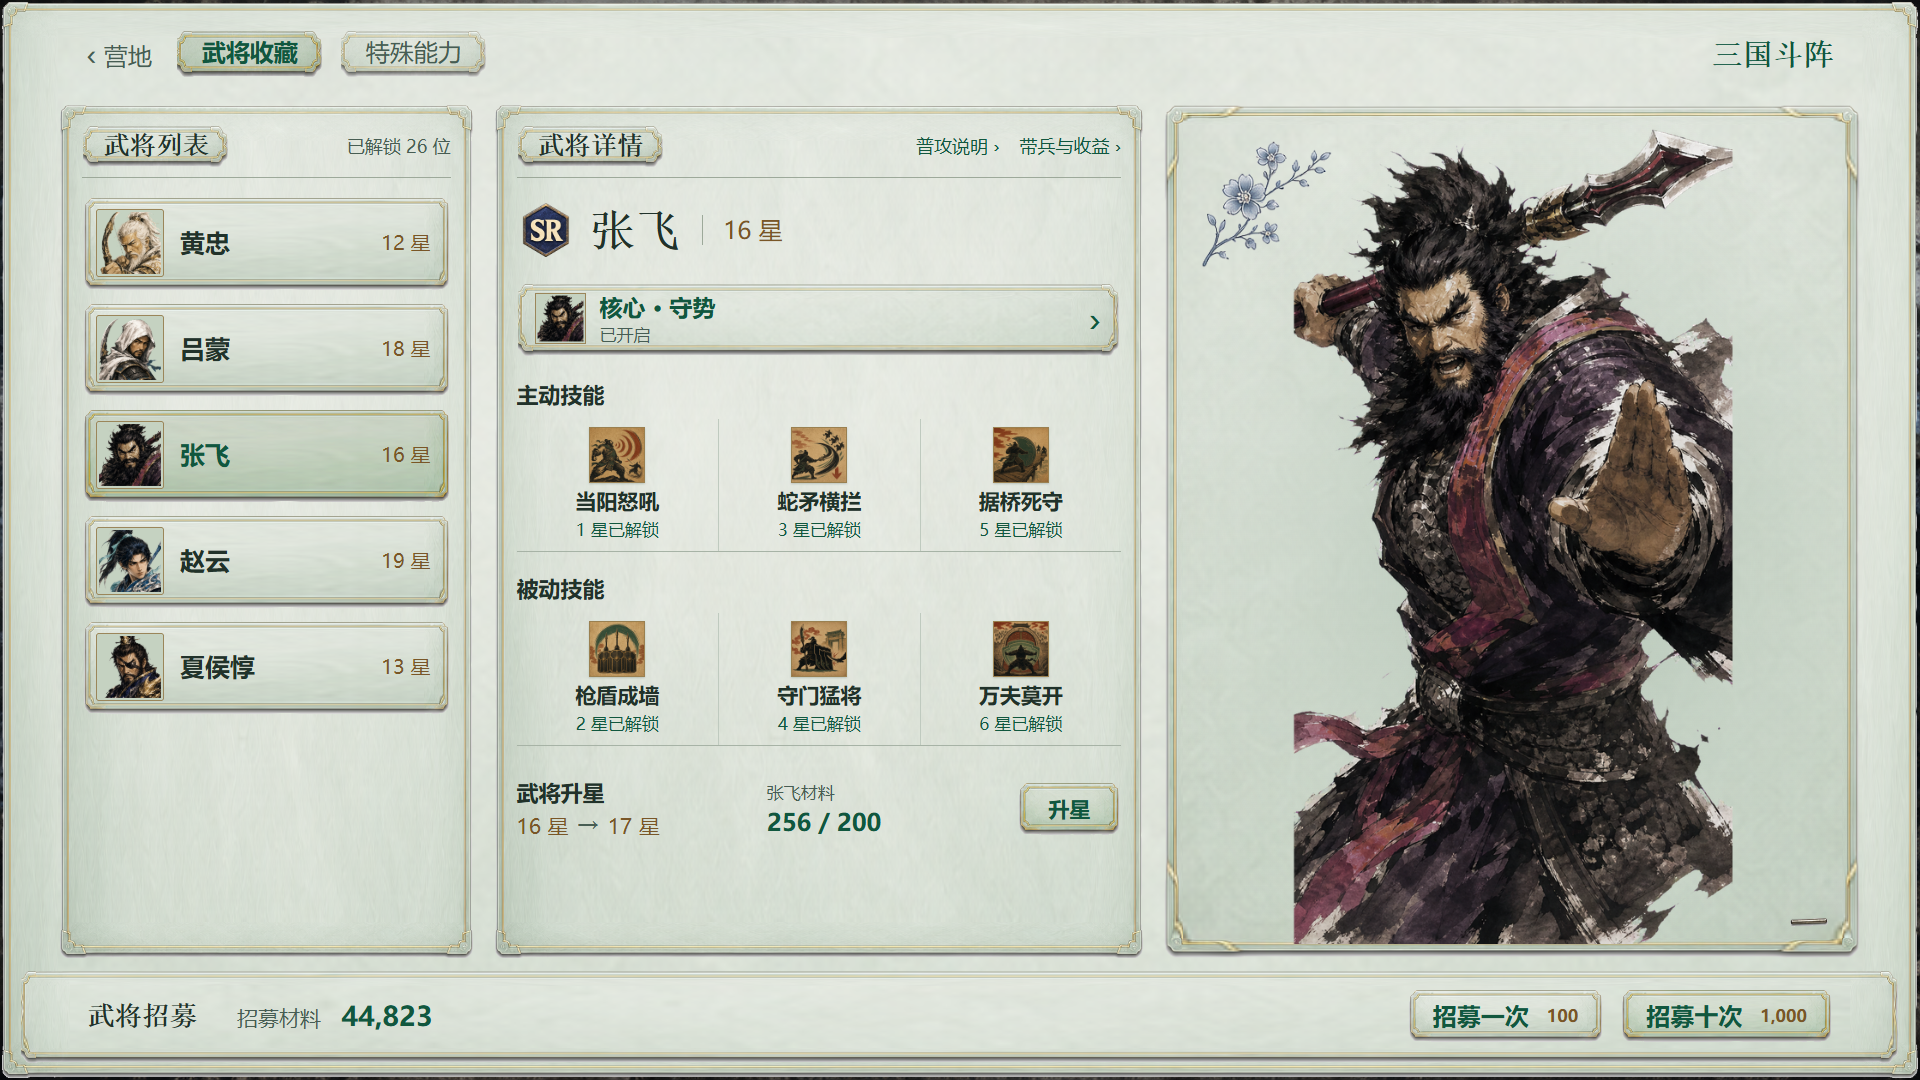 ‹ 营地
武将收藏
特殊能力
三国斗阵
武将列表
已解锁 26 位
黄忠
12 星
吕蒙
18 星
张飞
16 星
赵云
19 星
夏侯惇
13 星
武将详情
普攻说明 ›
带兵与收益 ›
SR
张飞
16 星
核心·守势
已开启
›
主动技能
当阳怒吼
1 星已解锁
蛇矛横拦
3 星已解锁
据桥死守
5 星已解锁
被动技能
枪盾成墙
2 星已解锁
守门猛将
4 星已解锁
万夫莫开
6 星已解锁
武将升星
16 星 → 17 星
张飞材料
256 / 200
升星
武将招募
招募材料
44,823
招募一次 100
招募十次 1,000